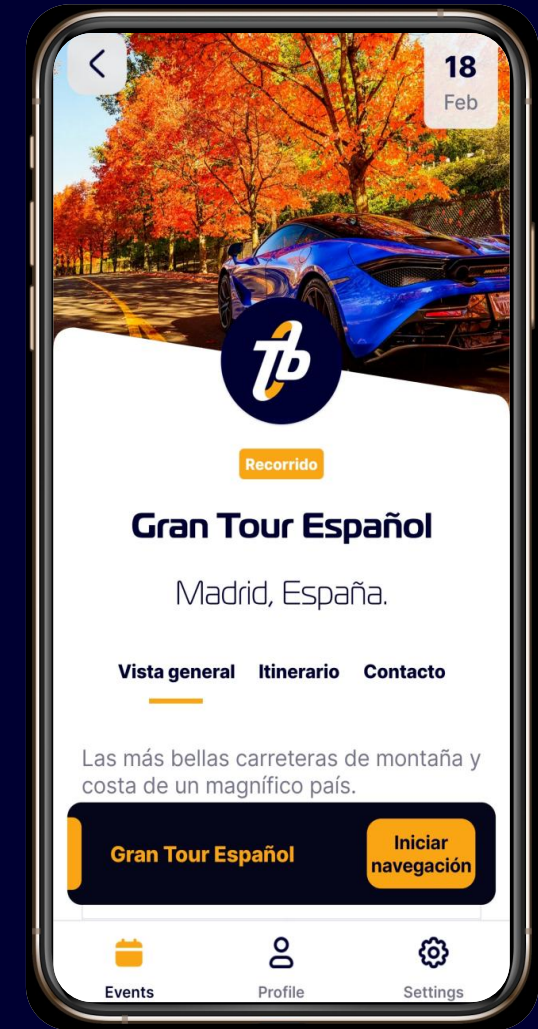 18
Feb
tb
Recorrido
Gran Tour Español
Madrid, España.
Vista general Itinerario Contacto
Las más bellas carreteras de montaña y
costa de un magnífico país.
Gran Tour Español
Iniciar
navegación
Events Profile Settings